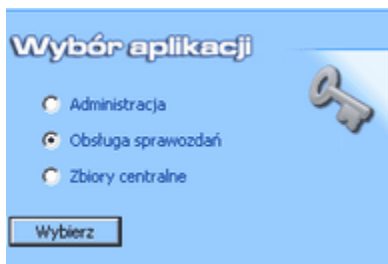 Wybór aplikacji
Administracja
Obsługa sprawozdań
Zbiory centralne
Wybierz